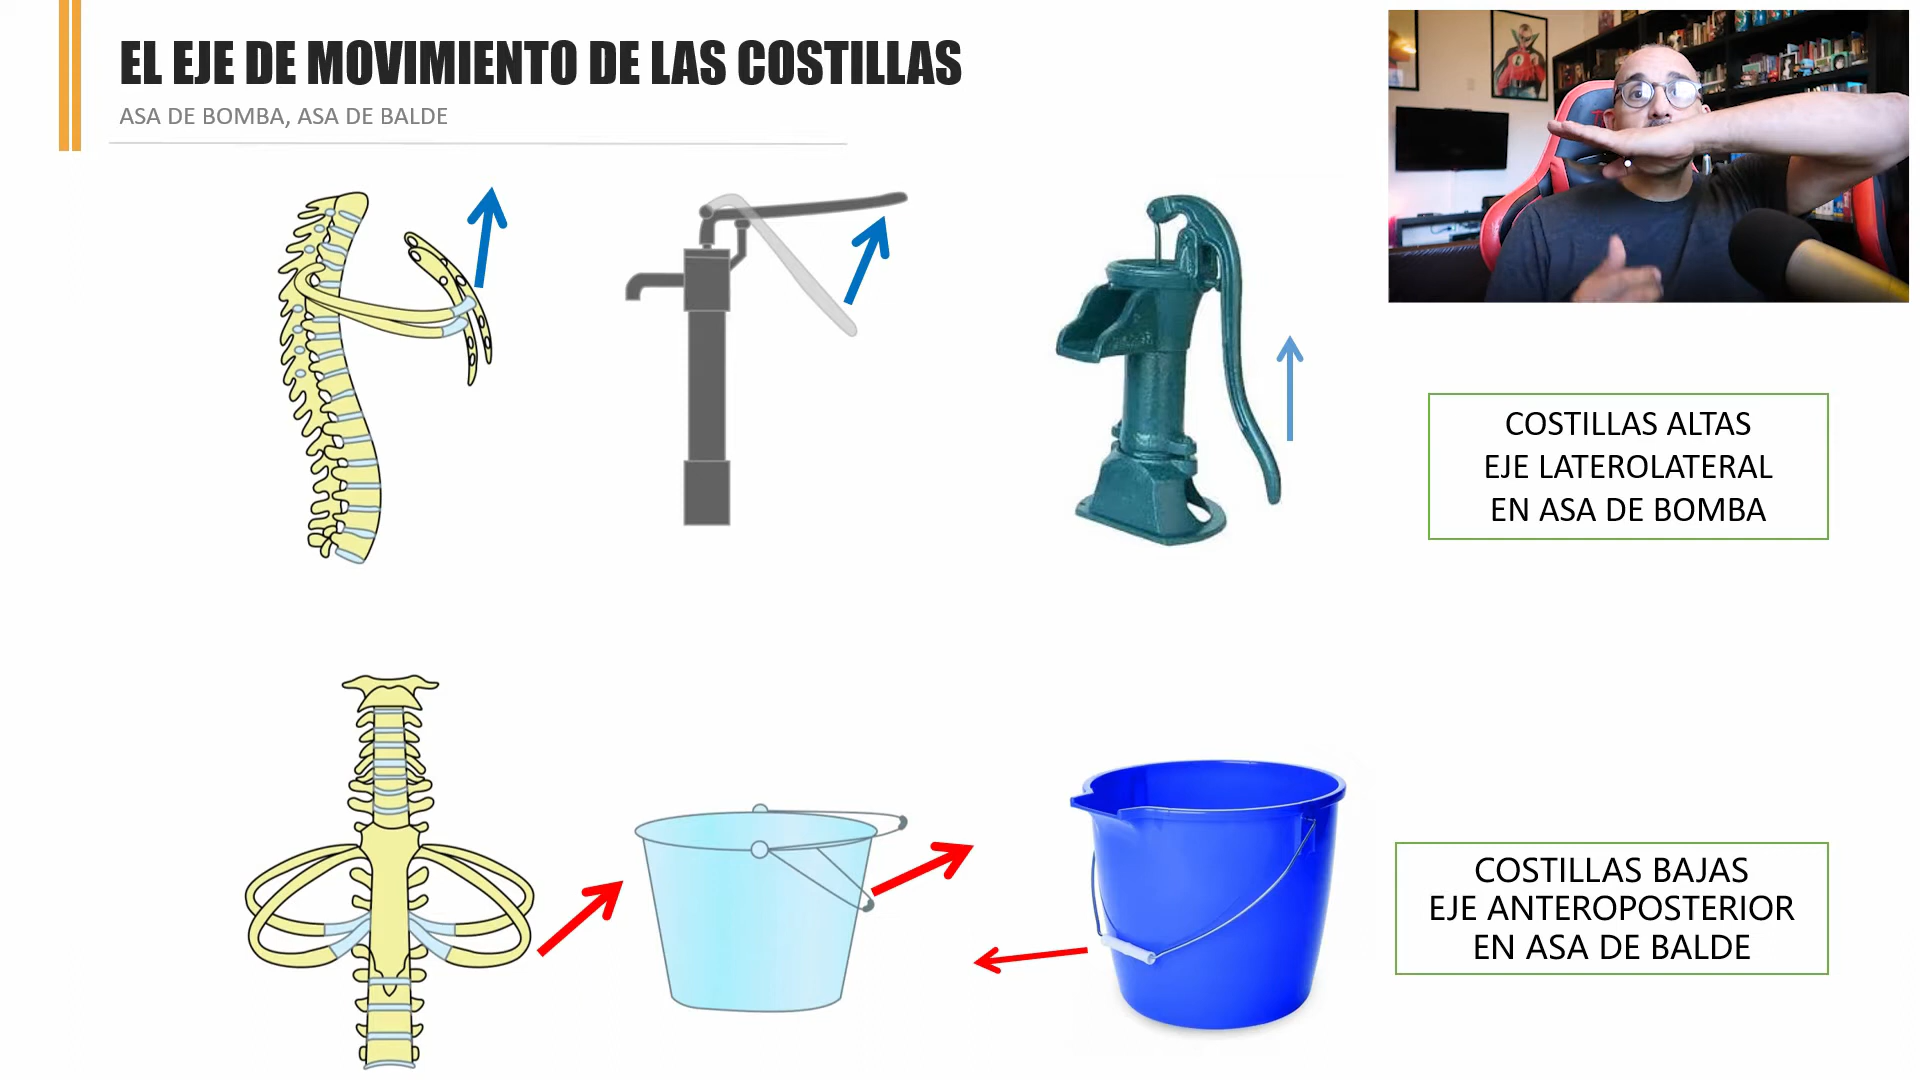 EL EJE DE MOVIMIENTO DE LAS COSTILLAS
ASA DE BOMBA, ASA DE BALDE
COSTILLAS ALTAS
EJE LATEROLATERAL
EN ASA DE BOMBA
COSTILLAS BAJAS
EJE ANTEROPOSTERIOR
EN ASA DE BALDE